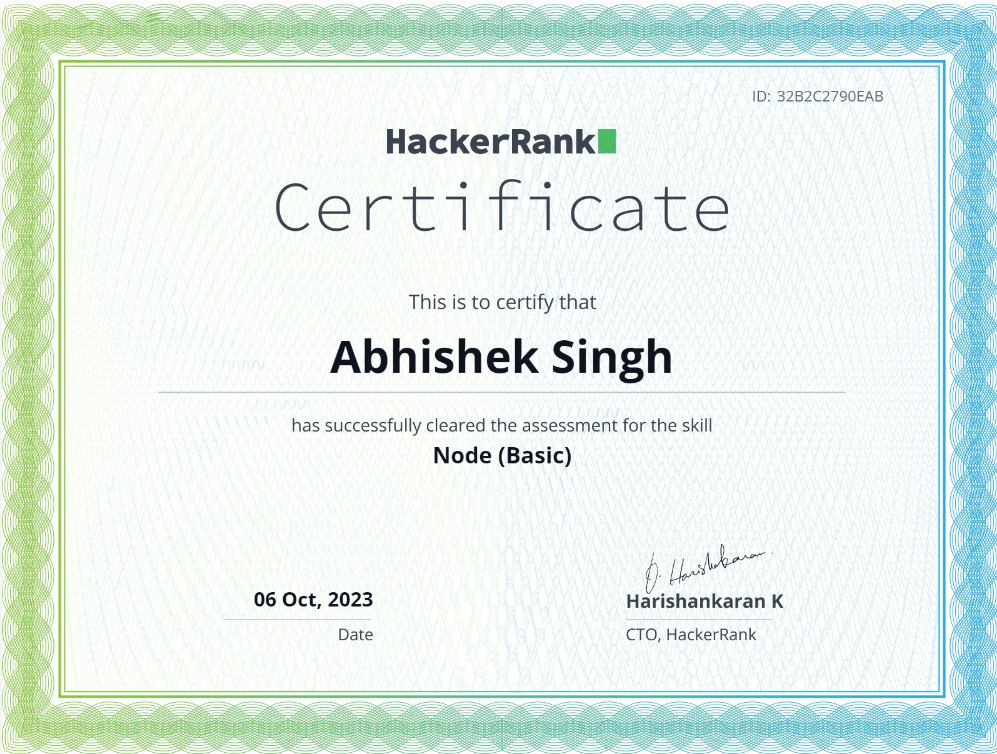 ID: 32B2C2790EAB
HackerRank
Certificate
This is to certify that
Abhishek Singh
has successfully cleared the assessment for the skill
Node (Basic)
06 Oct, 2023
Date
D. Harishankaran
Harishankaran K
CTO, HackerRank